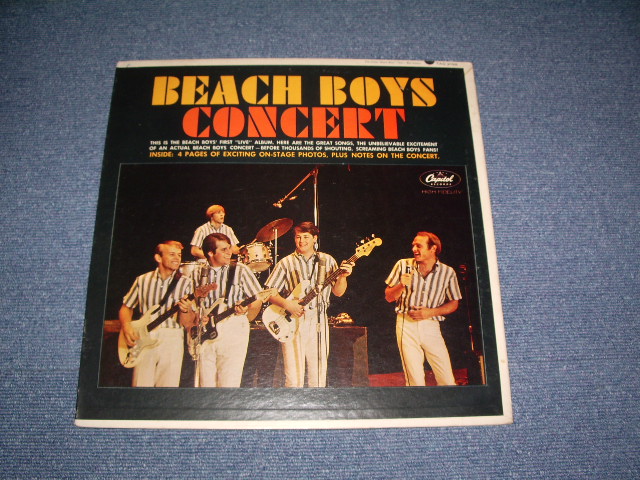 BEACH BOYS
CONCERT
THIS IS THE BEACH BOYS' FIRST "LIVE" ALBUM. HERE ARE THE GREAT SONGS, THE UNBELIEVABLE EXCITEMENT
OF AN ACTUAL BEACH BOYS CONCERT—BEFORE THOUSANDS OF SHOUTING, SCREAMING BEACH BOYS FANS!
INSIDE: 4 PAGES OF EXCITING ON-STAGE PHOTOS, PLUS NOTES ON THE CONCERT.
Capitol
RECORDS
HIGH FIDELITY